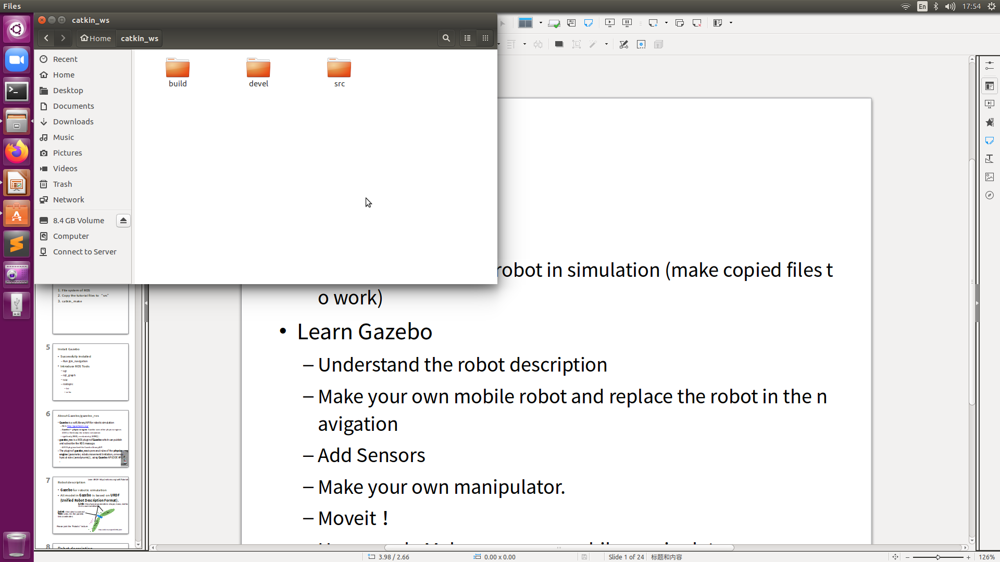 Files
En
17:54
catkin_ws
Home
catkin_ws
Recent
Home
Desktop
Documents
Downloads
Music
Pictures
Videos
Trash
Network
8.4 GB Volume
Computer
Connect to Server
build
devel
src
robot in simulation (make copied files t
o work)
• Learn Gazebo
– Understand the robot description
– Make your own mobile robot and replace the robot in the n
avigation
– Add Sensors
– Make your own manipulator.
– Moveit！
1. File system of ROS
2. Copy the tutorial files to "src"
3. catkin_make
5
Install Gazebo
• Successfully installed
– Run jijin_navigation
• Introduce ROS Tools
– rqt
– rqt_graph
– rviz
– rostopic
6
About Gazebo/gazebo_ros
• Gazebo is a soft/library/API for robotic simulation
7
Robot description
• Gazebo for robotic simulation
• All model in Gazebo is based on URDF
(Unified Robot Description Format).
8
Robot description
3.98 / 2.66
0.00 x 0.00
Slide 1 of 24
标题和内容
126%